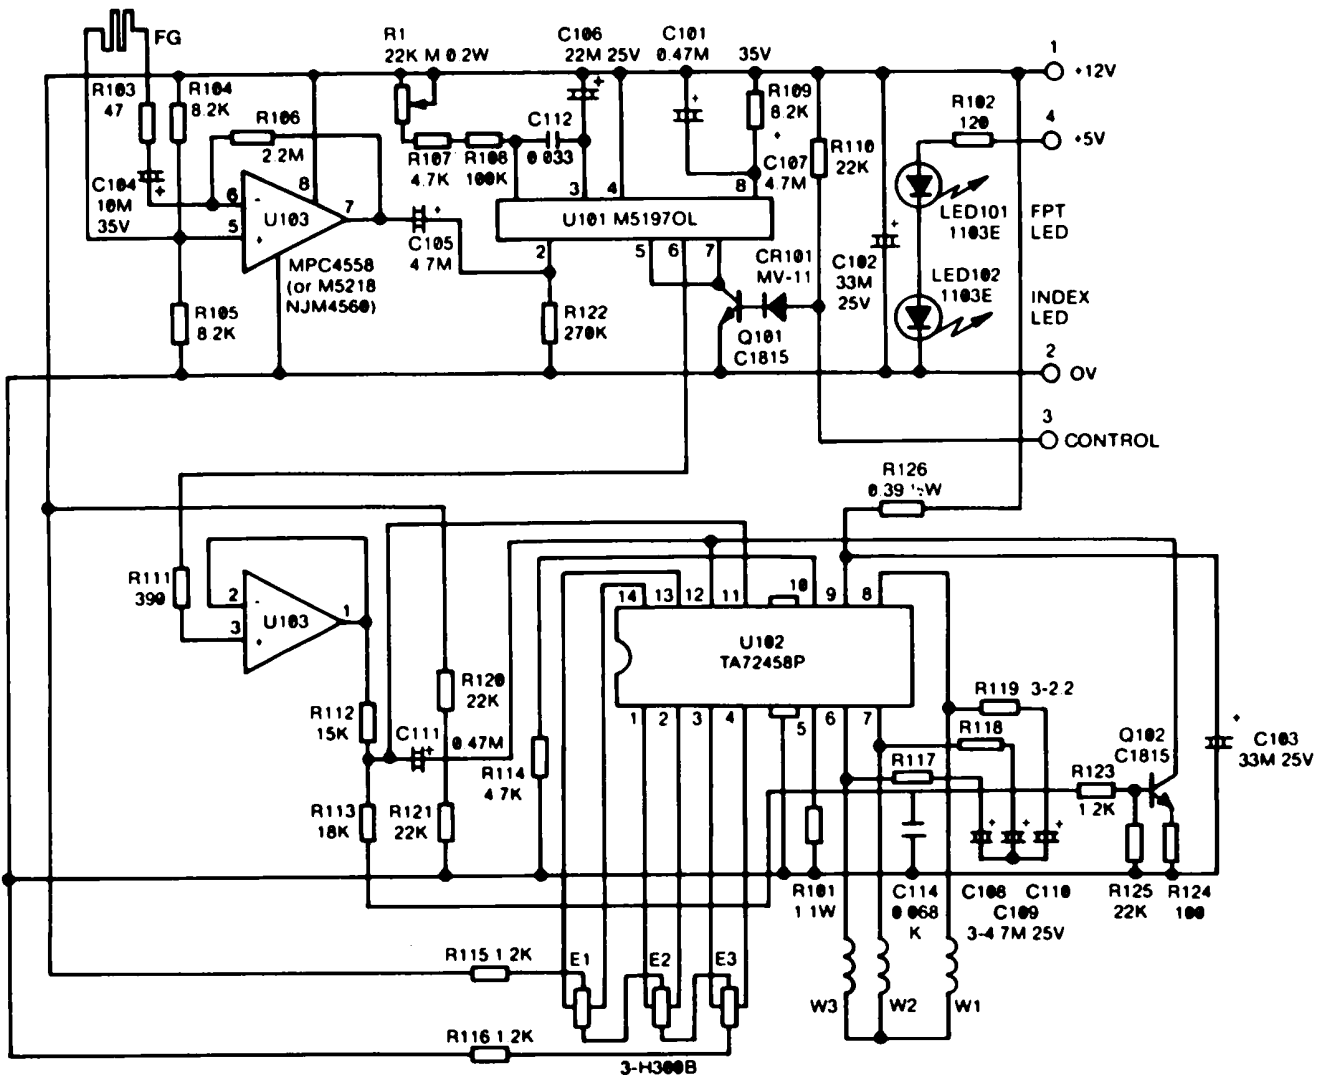 FG
R1
22K M 0.2W
C106
22M 25V
C101
0.47M
35V
1
+12V
R103
47
R104
8.2K
R106
2.2M
C112
0 033
R109
8.2K
R102
120
4
+5V
R107
4.7K
R108
100K
C107
4.7M
R110
22K
C104
10M
35V
6
5
8
7
U103
3
4
8
U101 M5197OL
2
5
6
7
LED101
1103E
FPT
LED
C105
4 7M
MPC4558
(or M5218
NJM4560)
CR101
MV-11
C102
33M
25V
LED102
1103E
INDEX
LED
R105
8.2K
R122
270K
Q101
C1815
2
OV
3
CONTROL
R126
R111
390
2
3
1
U103
14
13
12
11
10
9
8
U102
TA72458P
1
2
3
4
5
6
7
R120
22K
R112
15K
C111
0.47M
R119 3-2.2
R118
R117
Q102
C1815
C103
33M 25V
R114
4 7K
R123
1.2K
R113
18K
R121
22K
R101
1 1W
C114
0 068
K
C108
C110
C109
3-4 7M 25V
R125
22K
R124
100
R115 1 2K
E1
E2
E3
W3
W2
W1
R116 1.2K
3-H300B